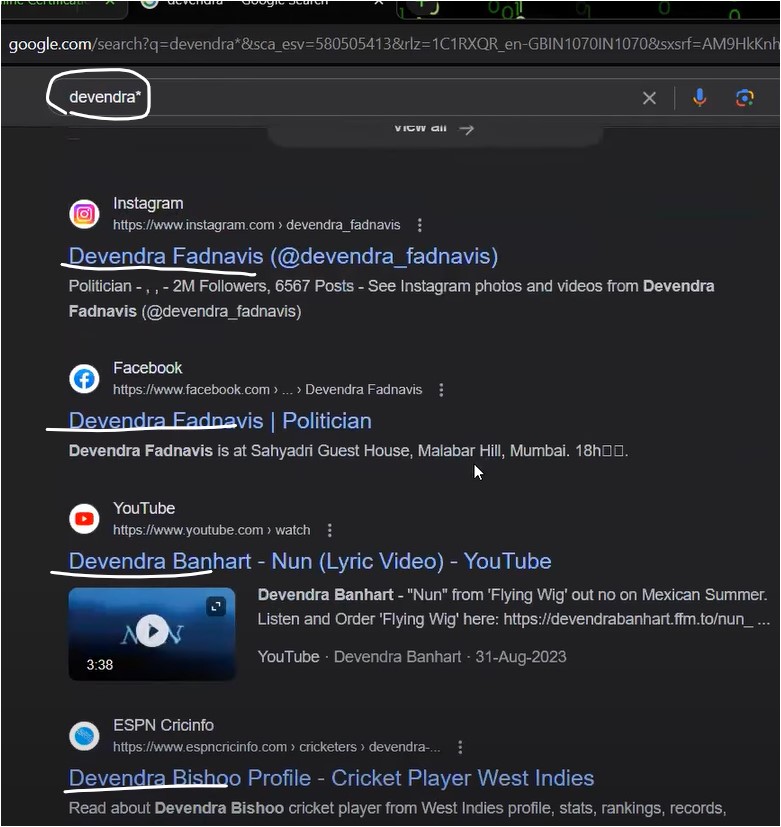 devendra - Google Search
google.com/search?q=devendra*&sca_esv=580505413&rlz=1C1RXQR_en-GBIN1070IN1070&sxsrf=AM9HkKnh
devendra*
View all
Instagram
https://www.instagram.com › devendra_fadnavis
Devendra Fadnavis (@devendra_fadnavis)
Politician - , , - 2M Followers, 6567 Posts - See Instagram photos and videos from Devendra
Fadnavis (@devendra_fadnavis)
Facebook
https://www.facebook.com › ... › Devendra Fadnavis
Devendra Fadnavis | Politician
Devendra Fadnavis is at Sahyadri Guest House, Malabar Hill, Mumbai. 18h▯▯.
YouTube
https://www.youtube.com › watch
Devendra Banhart - Nun (Lyric Video) - YouTube
Devendra Banhart - "Nun" from 'Flying Wig' out no on Mexican Summer.
Listen and Order 'Flying Wig' here: https://devendrabanhart.ffm.to/nun_ ...
3:38
YouTube · Devendra Banhart · 31-Aug-2023
ESPN Cricinfo
https://www.espncricinfo.com › cricketers › devendra-...
Devendra Bishoo Profile - Cricket Player West Indies
Read about Devendra Bishoo cricket player from West Indies profile, stats, rankings, records,